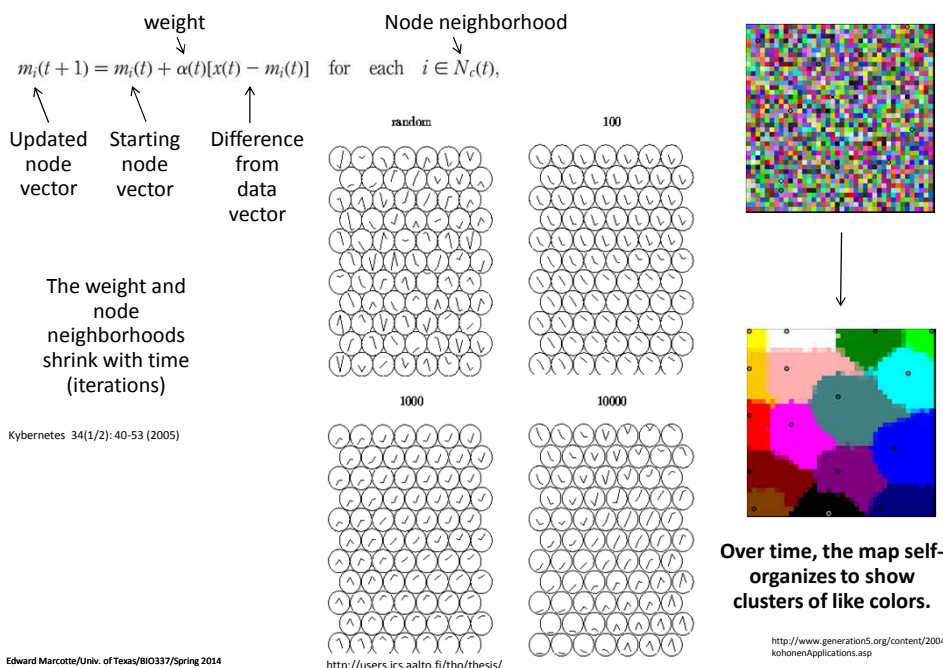 weight
Node neighborhood
m_i(t + 1) = m_i(t) + α(t)[x(t) − m_i(t)] for each i ∈ N_c(t),
Updated
node
vector
Starting
node
vector
Difference
from
data
vector
The weight and
node
neighborhoods
shrink with time
(iterations)
Kybernetes 34(1/2): 40-53 (2005)
random
100
1000
10000
Over time, the map self-
organizes to show
clusters of like colors.
Edward Marcotte/Univ. of Texas/BIO337/Spring 2014
http://users.ics.aalto.fi/tho/thesis/
http://www.generation5.org/content/2004
kohonenApplications.asp